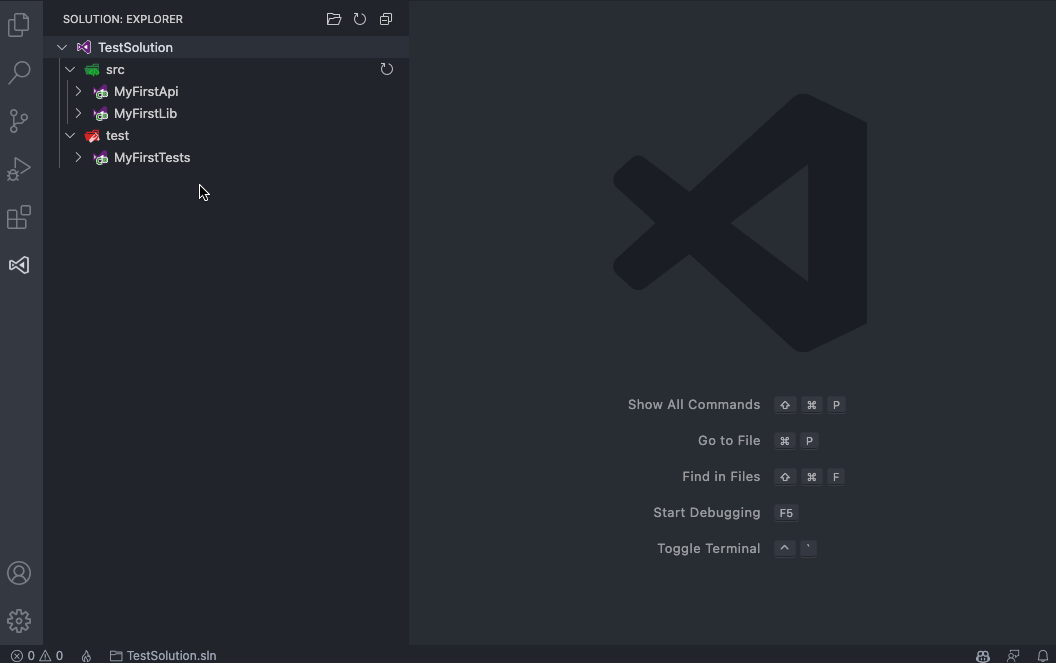 SOLUTION: EXPLORER
TestSolution
src
MyFirstApi
MyFirstLib
test
MyFirstTests
Show All Commands ⇧ ⌘ P
Go to File ⌘ P
Find in Files ⇧ ⌘ F
Start Debugging F5
Toggle Terminal ^ `
0 0 TestSolution.sln